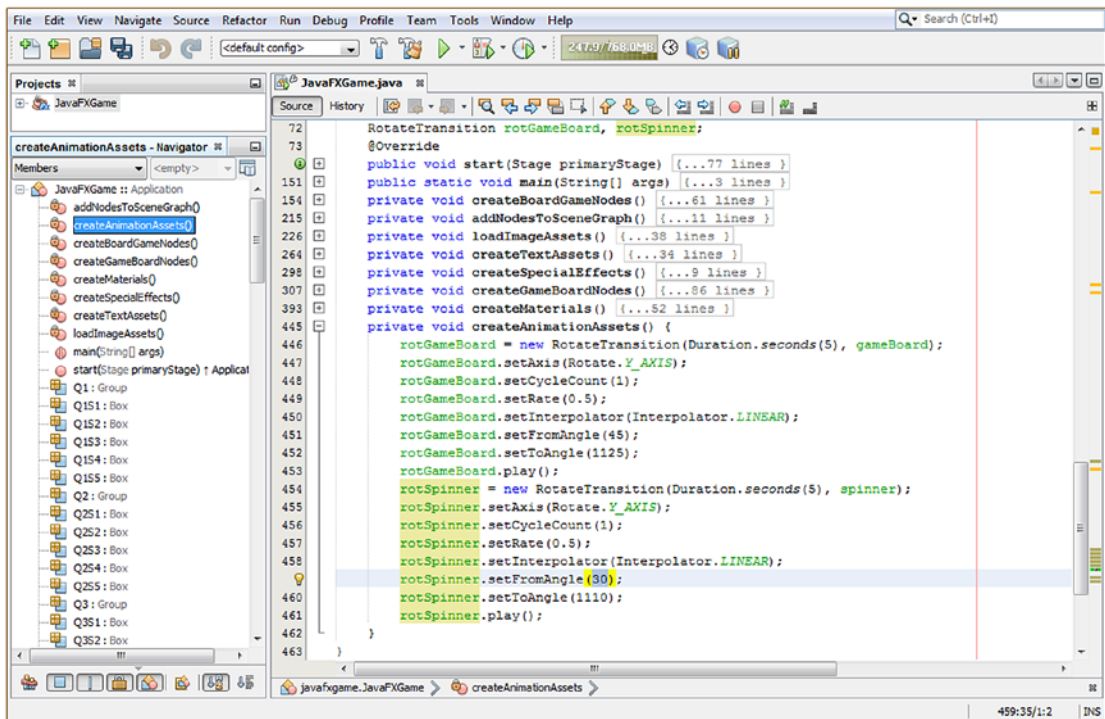 File Edit View Navigate Source Refactor Run Debug Profile Team Tools Window Help
Search (Ctrl+I)
<default config>
247.9/768.0MB
Projects
JavaFXGame
createAnimationAssets - Navigator
Members
<empty>
JavaFXGame :: Application
addNodesToSceneGraph()
createAnimationAssets()
createBoardGameNodes()
createGameBoardNodes()
createMaterials()
createSpecialEffects()
createTextAssets()
loadImageAssets()
main(String[] args)
start(Stage primaryStage) ↑ Applicat
Q1 : Group
Q1S1 : Box
Q1S2 : Box
Q1S3 : Box
Q1S4 : Box
Q1S5 : Box
Q2 : Group
Q2S1 : Box
Q2S2 : Box
Q2S3 : Box
Q2S4 : Box
Q2S5 : Box
Q3 : Group
Q3S1 : Box
Q3S2 : Box
JavaFXGame.java
Source History
72 RotateTransition rotGameBoard, rotSpinner;
73 @Override
public void start(Stage primaryStage) {...77 lines }
151 public static void main(String[] args) {...3 lines }
154 private void createBoardGameNodes() {...61 lines }
215 private void addNodesToSceneGraph() {...11 lines }
226 private void loadImageAssets() {...38 lines }
264 private void createTextAssets() {...34 lines }
298 private void createSpecialEffects() {...9 lines }
307 private void createGameBoardNodes() {...86 lines }
393 private void createMaterials() {...52 lines }
445 private void createAnimationAssets() {
446 rotGameBoard = new RotateTransition(Duration.seconds(5), gameBoard);
447 rotGameBoard.setAxis(Rotate.Y_AXIS);
448 rotGameBoard.setCycleCount(1);
449 rotGameBoard.setRate(0.5);
450 rotGameBoard.setInterpolator(Interpolator.LINEAR);
451 rotGameBoard.setFromAngle(45);
452 rotGameBoard.setToAngle(1125);
453 rotGameBoard.play();
454 rotSpinner = new RotateTransition(Duration.seconds(5), spinner);
455 rotSpinner.setAxis(Rotate.Y_AXIS);
456 rotSpinner.setCycleCount(1);
457 rotSpinner.setRate(0.5);
458 rotSpinner.setInterpolator(Interpolator.LINEAR);
rotSpinner.setFromAngle(30);
460 rotSpinner.setToAngle(1110);
461 rotSpinner.play();
462 }
463 }
javafxgame.JavaFXGame
createAnimationAssets
459:35/1:2
INS